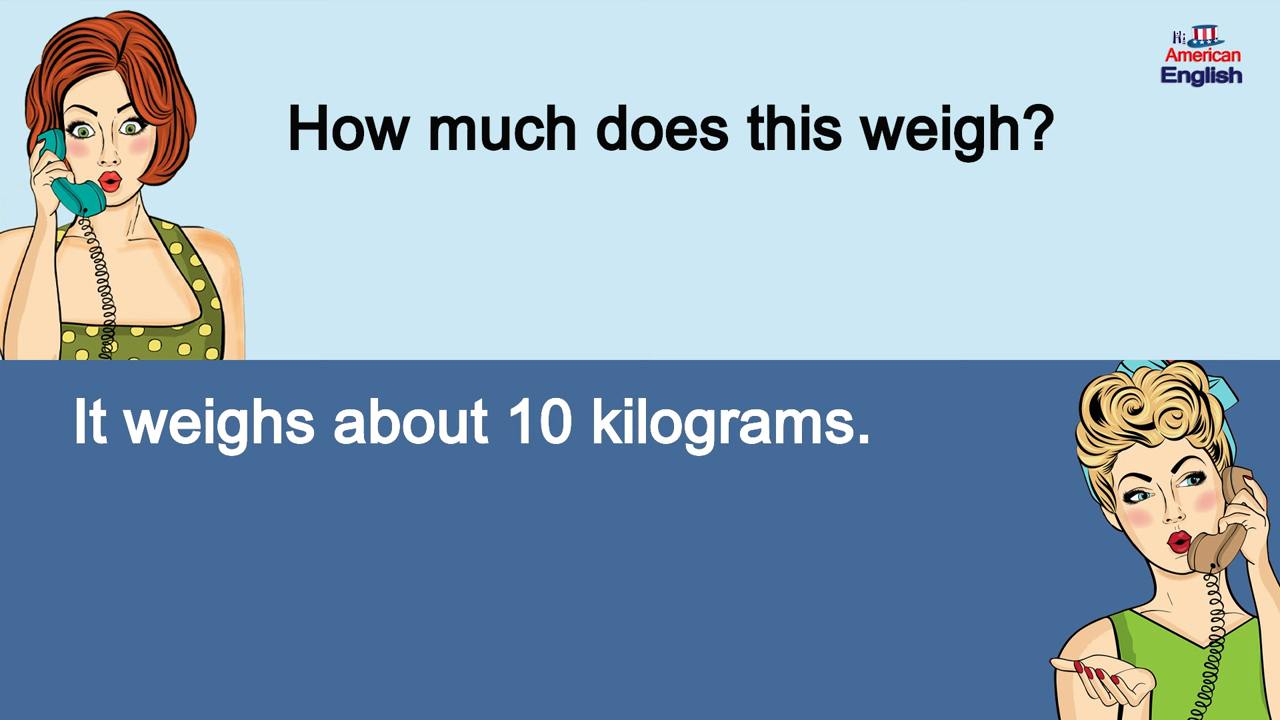 Hi
American
English
How much does this weigh?
It weighs about 10 kilograms.